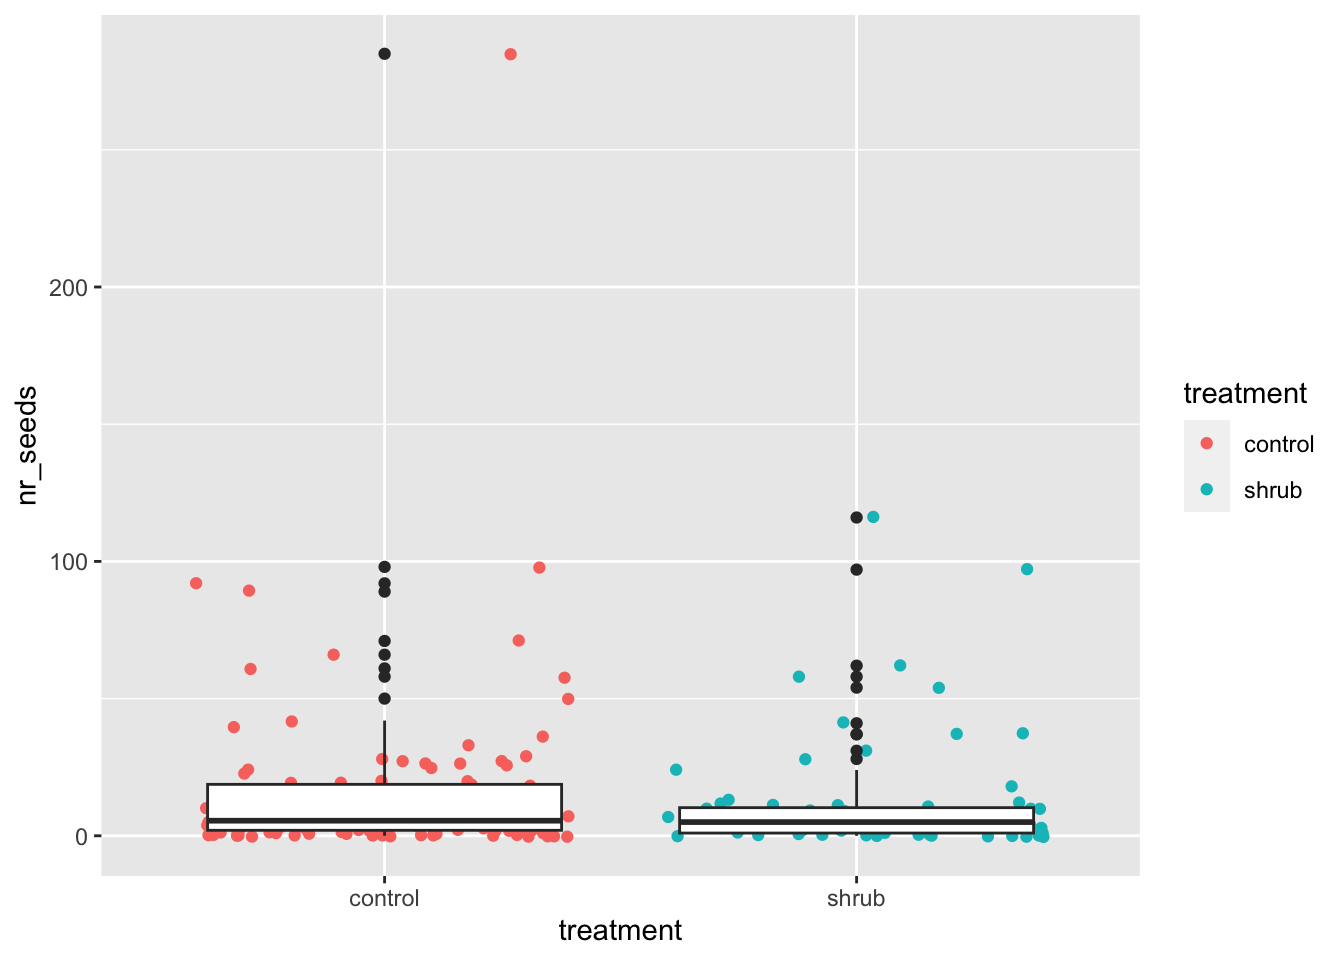 nr_seeds
200
100
0
control
shrub
treatment
treatment
control
shrub